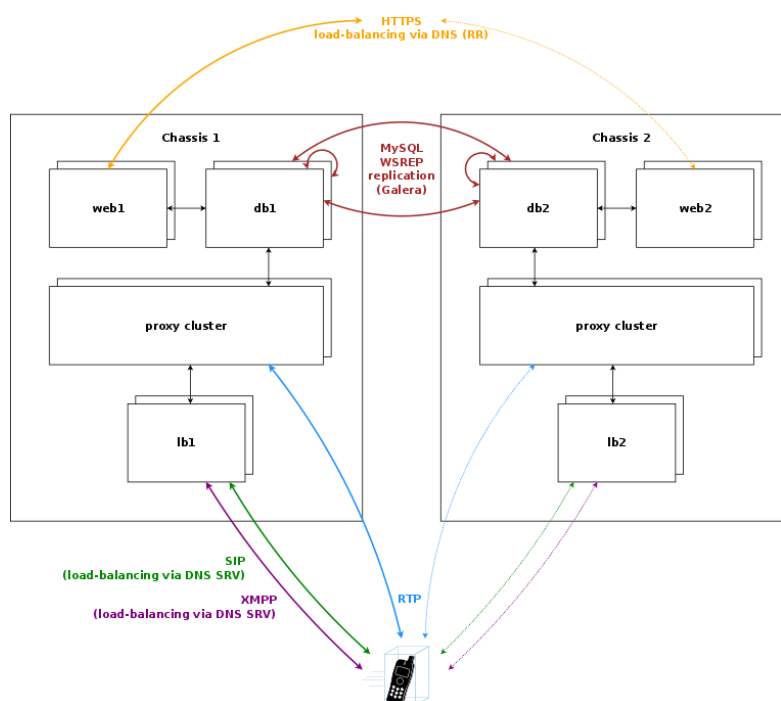 HTTPS
load-balancing via DNS (RR)
Chassis 1
Chassis 2
MySQL
WSREP
replication
(Galera)
web1
db1
db2
web2
proxy cluster
proxy cluster
lb1
lb2
SIP
(load-balancing via DNS SRV)
XMPP
(load-balancing via DNS SRV)
RTP